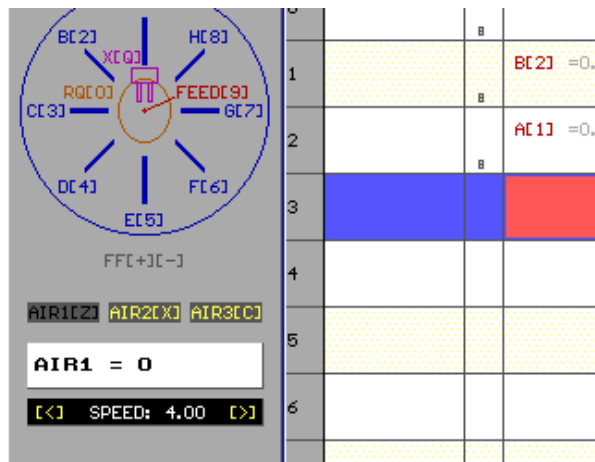 B[2] H[8]
X[Q]
RQ[O] FEED[9]
C[3] G[7]
D[4] F[6]
E[5]
FF[+][-]
AIR1[Z] AIR2[X] AIR3[C]
AIR1 = 0
[<] SPEED: 4.00 [>]
1 B[2] =0.
2 A[1] =0.
3
4
5
6